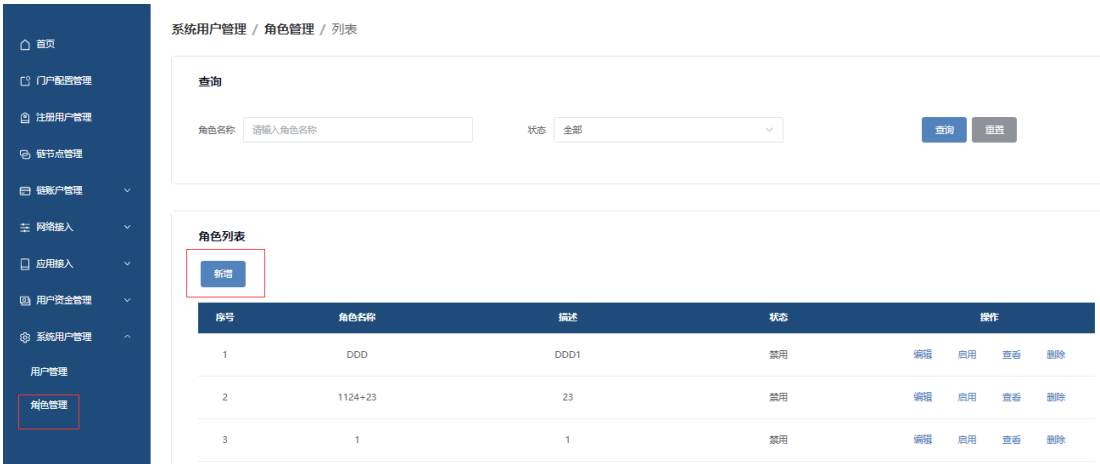 首页
门户配置管理
注册用户管理
链节点管理
链账户管理
网络接入
应用接入
用户资金管理
系统用户管理
用户管理
角色管理
系统用户管理 / 角色管理 / 列表
查询
角色名称 请输入角色名称 状态 全部 查询 重置
角色列表
新增
序号 角色名称 描述 状态 操作
1 DDD DDD1 禁用 编辑 启用 查看 删除
2 1124+23 23 禁用 编辑 启用 查看 删除
3 1 1 禁用 编辑 启用 查看 删除